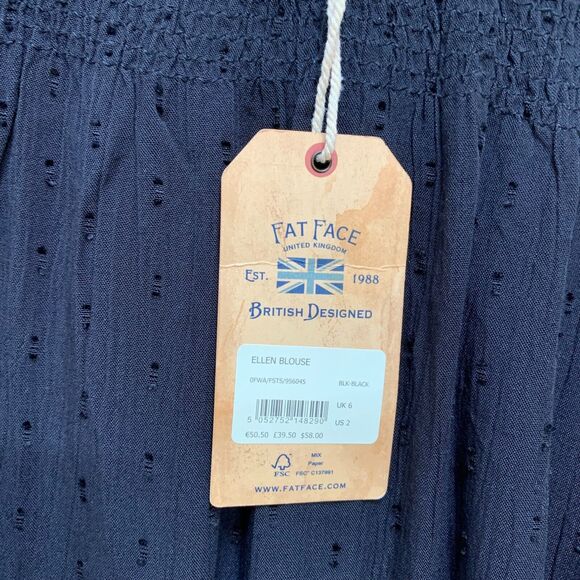 FAT FACE
UNITED KINGDOM
EST. 1988
BRITISH DESIGNED
ELLEN BLOUSE
0FWA/FSTS/956045 BLK-BLACK
UK 6
5 052752 148290
US 2
€50.50 £39.50 $58.00
FSC
MIX
Paper
FSC® C137991
WWW.FATFACE.COM